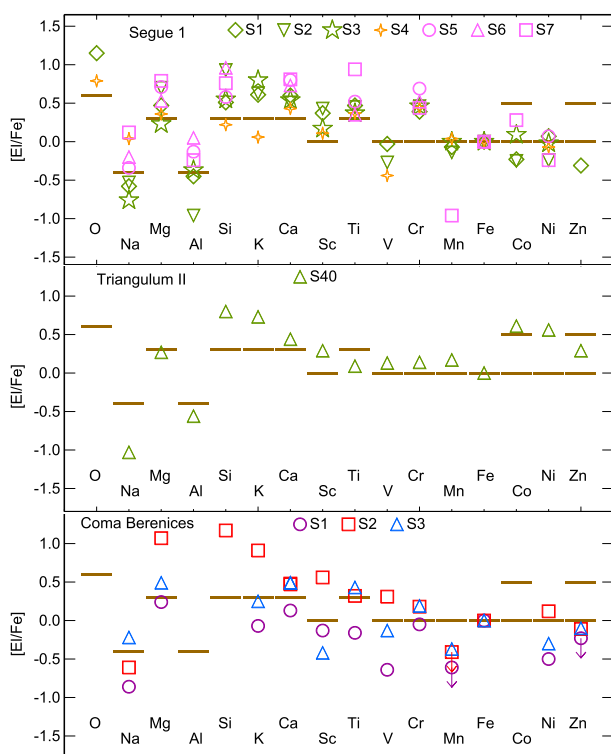 1.5
Segue 1 S1 S2 S3 S4 S5 S6 S7
1.0
0.5
[El/Fe]
0.0
-0.5
-1.0
O Na Mg Al Si K Ca Sc Ti V Cr Mn Fe Co Ni Zn
-1.5
Triangulum II S40
1.0
0.5
[El/Fe]
0.0
-0.5
-1.0
O Na Mg Al Si K Ca Sc Ti V Cr Mn Fe Co Ni Zn
-1.5
Coma Berenices S1 S2 S3
1.0
0.5
[El/Fe]
0.0
-0.5
-1.0
-1.5
O Na Mg Al Si K Ca Sc Ti V Cr Mn Fe Co Ni Zn